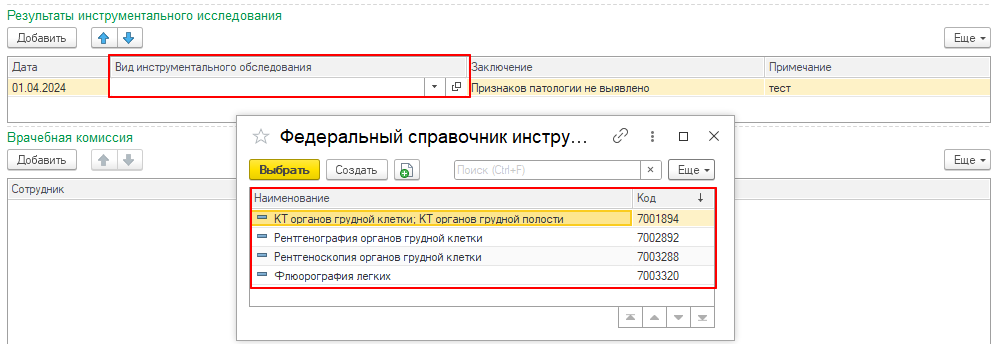 Результаты инструментального исследования
Добавить Еще
Дата Вид инструментального обследования Заключение Примечание
01.04.2024 Признаков патологии не выявлено тест
Врачебная комиссия
Добавить Еще
Сотрудник
Федеральный справочник инстру...
Выбрать Создать Поиск (Ctrl+F) × Еще
Наименование Код ↓
КТ органов грудной клетки; КТ органов грудной полости 7001894
Рентгенография органов грудной клетки 7002892
Рентгеноскопия органов грудной клетки 7003288
Флюорография легких 7003320